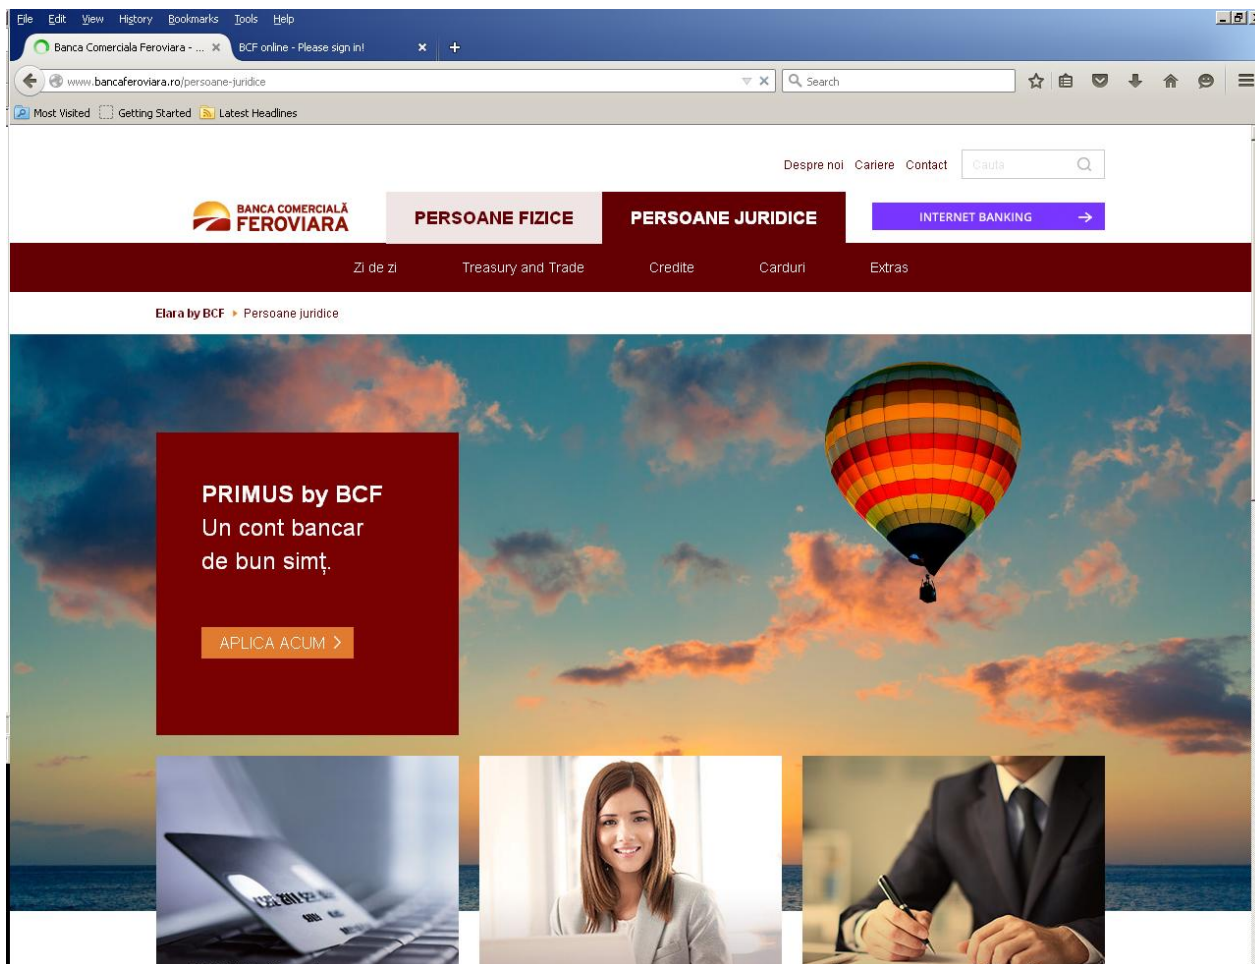 File Edit View History Bookmarks Tools Help
Banca Comerciala Feroviara - ... BCF online - Please sign in!
www.bancaferoviara.ro/persoane-juridice Search
Most Visited Getting Started Latest Headlines
Despre noi Cariere Contact Cauta
BANCA COMERCIALĂ
FEROVIARA
PERSOANE FIZICE PERSOANE JURIDICE INTERNET BANKING
Zi de zi Treasury and Trade Credite Carduri Extras
Elara by BCF Persoane juridice
PRIMUS by BCF
Un cont bancar
de bun simț.
APLICA ACUM